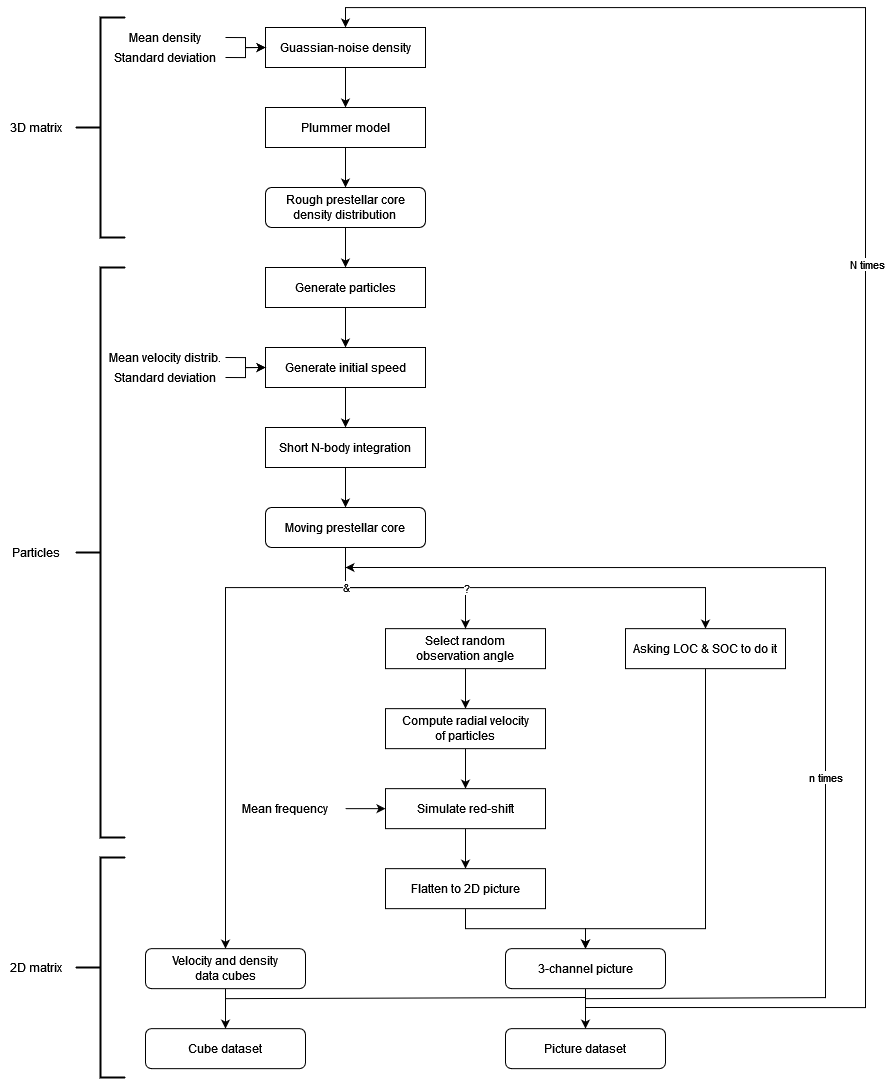 Mean density
Standard deviation
Guassian-noise density
3D matrix
Plummer model
Rough prestellar core
density distribution
N times
Generate particles
Mean velocity distrib.
Standard deviation
Generate initial speed
Short N-body integration
Moving prestellar core
Particles
&
?
Select random
observation angle
Asking LOC & SOC to do it
Compute radial velocity
of particles
n times
Mean frequency
Simulate red-shift
Flatten to 2D picture
2D matrix
Velocity and density
data cubes
3-channel picture
Cube dataset
Picture dataset